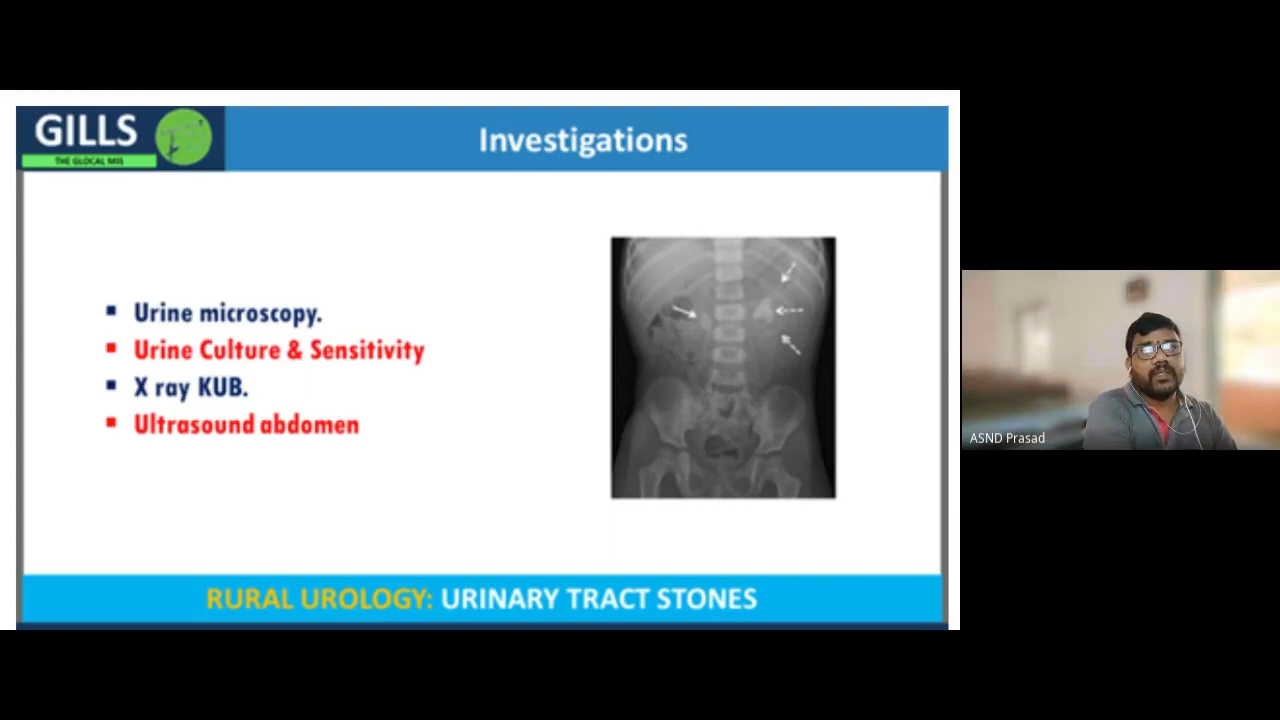 GILLS
THE GLOCAL MIS
Investigations
Urine microscopy.
Urine Culture & Sensitivity
X ray KUB.
Ultrasound abdomen
ASND Prasad
RURAL UROLOGY: URINARY TRACT STONES